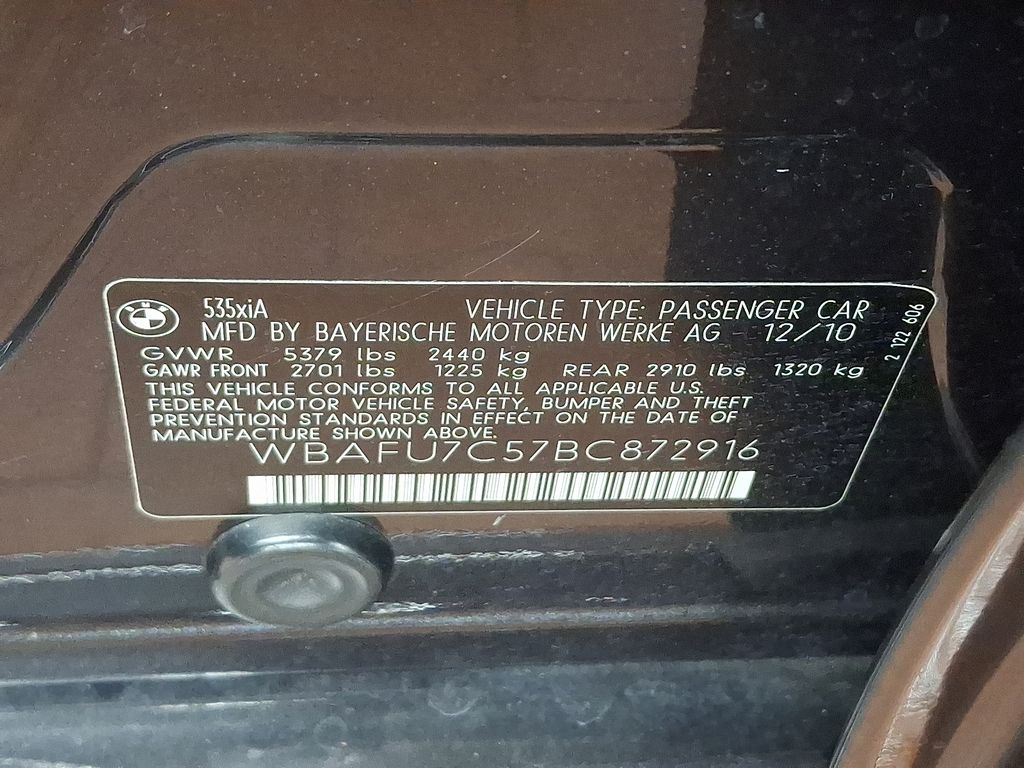 535xiA VEHICLE TYPE: PASSENGER CAR
MFD BY BAYERISCHE MOTOREN WERKE AG 12/10
GVWR 5379 lbs 2440 kg
GAWR FRONT 2701 lbs 1225 kg REAR 2910 lbs 1320 kg
THIS VEHICLE CONFORMS TO ALL APPLICABLE U.S.
FEDERAL MOTOR VEHICLE SAFETY, BUMPER AND THEFT
PREVENTION STANDARDS IN EFFECT ON THE DATE OF
MANUFACTURE SHOWN ABOVE.
WBAFU7C57BC872916
2 122 606